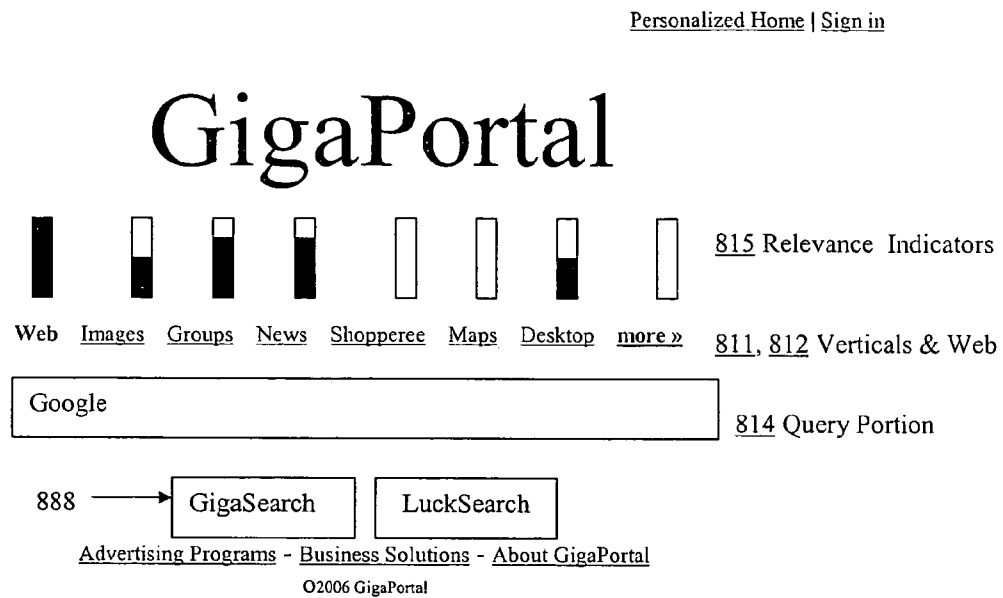 Personalized Home | Sign in
GigaPortal
815 Relevance Indicators
Web Images Groups News Shopperee Maps Desktop more »
811, 812 Verticals & Web
Google
814 Query Portion
888 GigaSearch LuckSearch
Advertising Programs - Business Solutions - About GigaPortal
O2006 GigaPortal